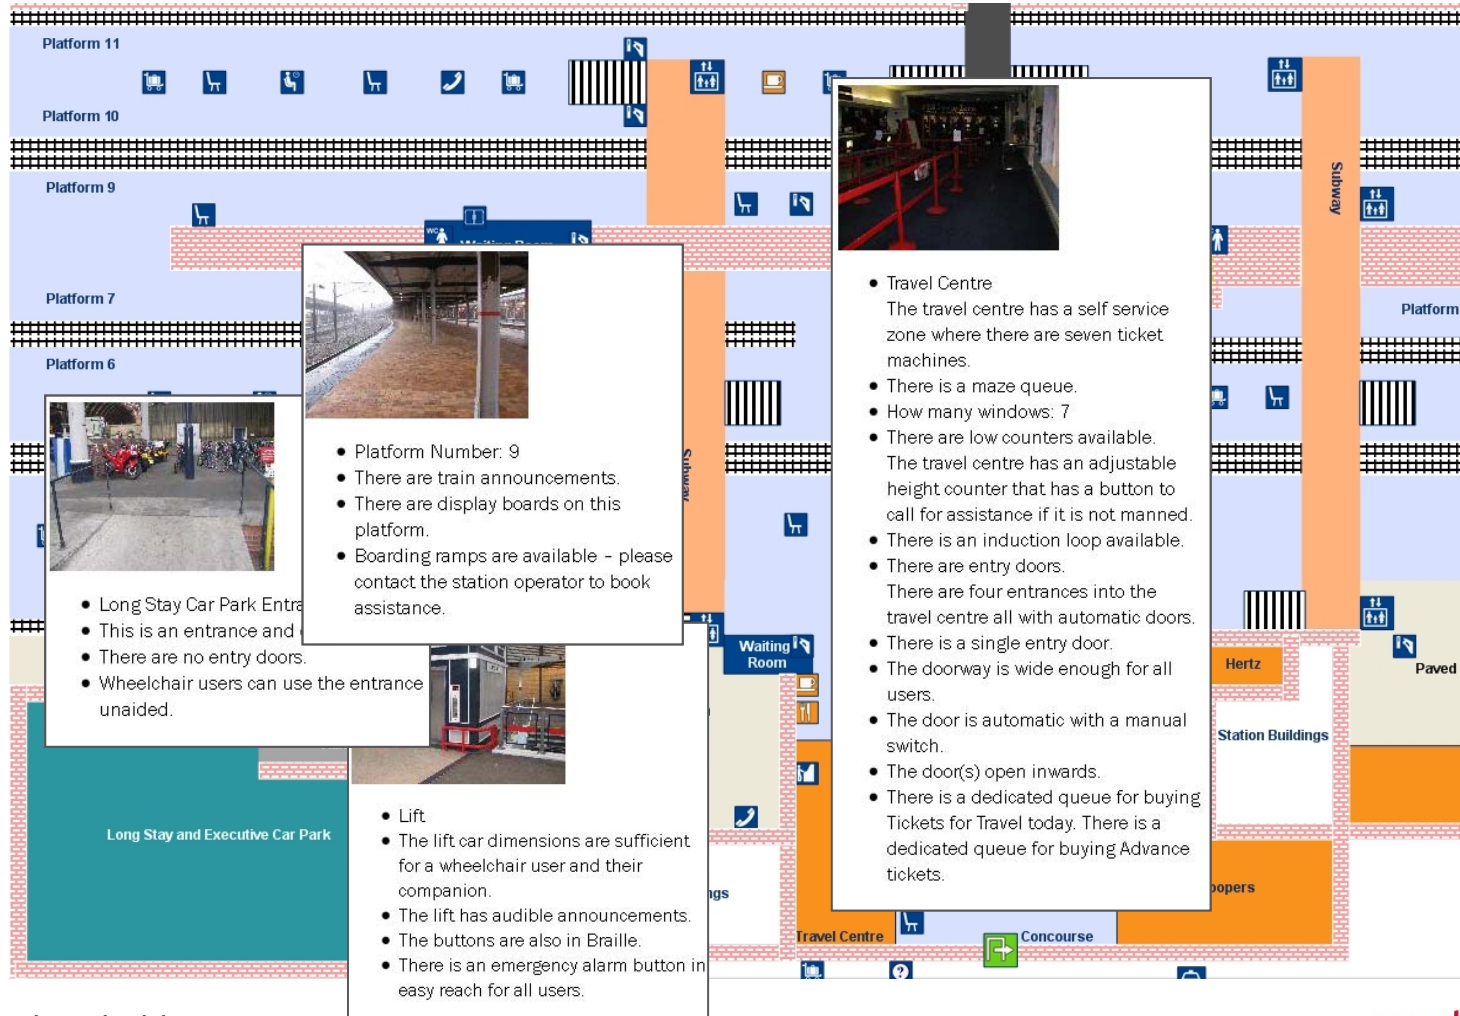 Platform 11
Platform 10
Platform 9
Subway
WC
Platform 7
Platform
Platform 6
Subway
• Travel Centre
The travel centre has a self service
zone where there are seven ticket
machines.
• There is a maze queue.
• How many windows: 7
• There are low counters available.
The travel centre has an adjustable
height counter that has a button to
call for assistance if it is not manned.
• There is an induction loop available.
• There are entry doors.
There are four entrances into the
travel centre all with automatic doors.
• There is a single entry door.
• The doorway is wide enough for all
users.
• The door is automatic with a manual
switch.
• The door(s) open inwards.
• There is a dedicated queue for buying
Tickets for Travel today. There is a
dedicated queue for buying Advance
tickets.
• Platform Number: 9
• There are train announcements.
• There are display boards on this
platform.
• Boarding ramps are available – please
contact the station operator to book
assistance.
• Long Stay Car Park
• This is an entrance and
• There are no entry doors.
• Wheelchair users can use the entrance
unaided.
Waiting
Room
Hertz
Paved
Station Buildings
Long Stay and Executive Car Park
• Lift
• The lift car dimensions are sufficient
for a wheelchair user and their
companion.
• The lift has audible announcements.
• The buttons are also in Braille.
• There is an emergency alarm button in
easy reach for all users.
Travel Centre
Concourse